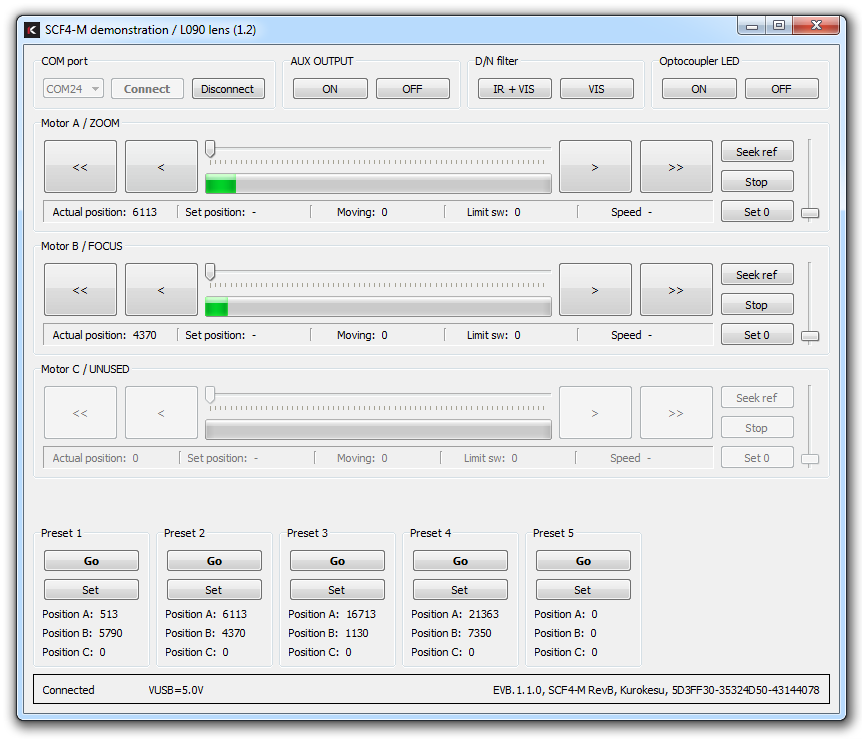 SCF4-M demonstration / L090 lens (1.2)
COM port
AUX OUTPUT
D/N filter
Optocoupler LED
COM24 Connect Disconnect ON OFF IR + VIS VIS ON OFF
Motor A / ZOOM
<< < > >> Seek ref
Stop
Actual position: 6113 Set position: - Moving: 0 Limit sw: 0 Speed - Set 0
Motor B / FOCUS
<< < > >> Seek ref
Stop
Actual position: 4370 Set position: - Moving: 0 Limit sw: 0 Speed - Set 0
Motor C / UNUSED
<< < > >> Seek ref
Stop
Actual position: 0 Set position: - Moving: 0 Limit sw: 0 Speed - Set 0
Preset 1 Preset 2 Preset 3 Preset 4 Preset 5
Go Go Go Go Go
Set Set Set Set Set
Position A: 513 Position A: 6113 Position A: 16713 Position A: 21363 Position A: 0
Position B: 5790 Position B: 4370 Position B: 1130 Position B: 7350 Position B: 0
Position C: 0 Position C: 0 Position C: 0 Position C: 0 Position C: 0
Connected VUSB=5.0V EVB.1.1.0, SCF4-M RevB, Kurokesu, 5D3FF30-35324D50-43144078